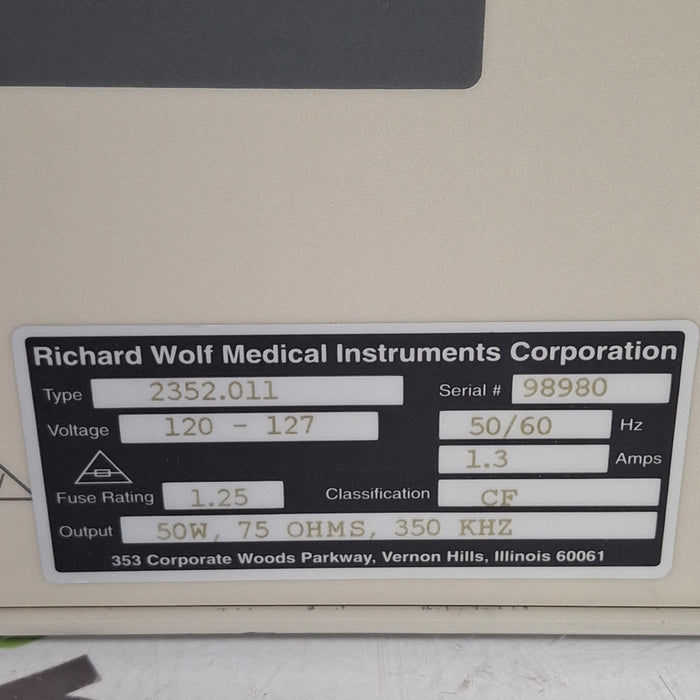 Richard Wolf Medical Instruments Corporation
Type 2352.011 Serial # 98980
Voltage 120 - 127 50/60 Hz
1.3 Amps
Fuse Rating 1.25 Classification CF
Output 50W, 75 OHMS, 350 KHZ
353 Corporate Woods Parkway, Vernon Hills, Illinois 60061